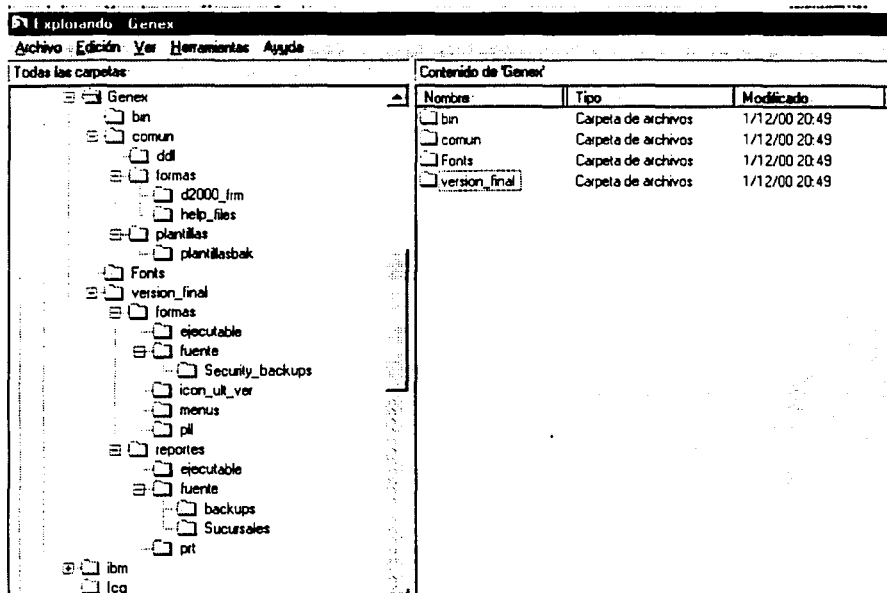 Explorando Genex
Archivo Edición Ver Herramientas Ayuda
Todas las carpetas
Genex
bin
comun
ddl
formas
d2000_frm
help_files
plantillas
plantillasbak
Fonts
version_final
formas
ejecutable
fuente
Security_backups
icon_ult_ver
menus
pll
reportes
ejecutable
fuente
backups
Sucursales
prt
ibm
Icq
Contenido de 'Genex'
Nombre Tipo Modificado
bin Carpeta de archivos 1/12/00 20:49
comun Carpeta de archivos 1/12/00 20:49
Fonts Carpeta de archivos 1/12/00 20:49
version_final Carpeta de archivos 1/12/00 20:49